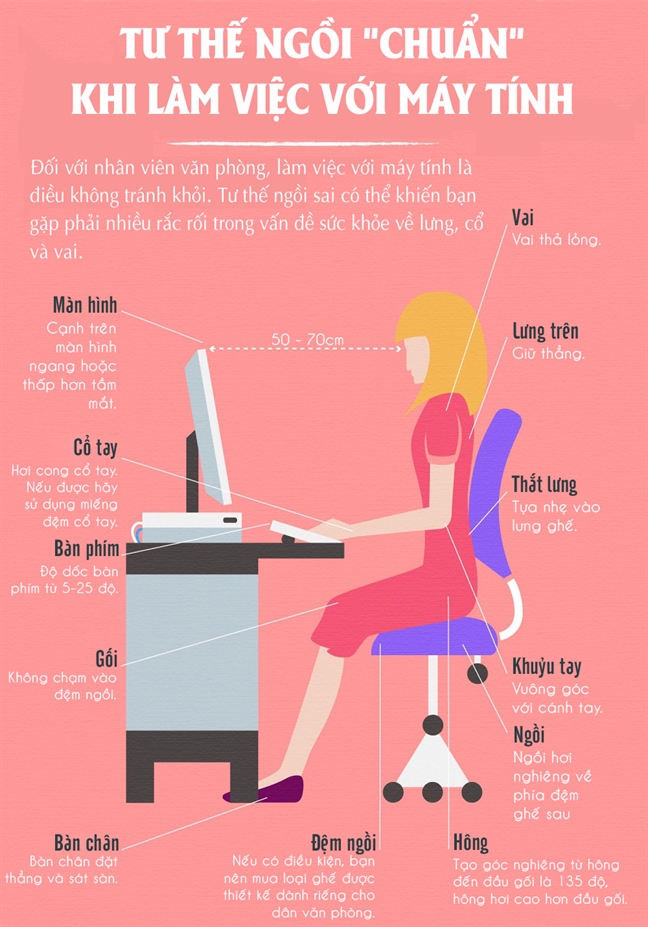 TƯ THẾ NGỒI "CHUẨN"
KHI LÀM VIỆC VỚI MÁY TÍNH
Đối với nhân viên văn phòng, làm việc với máy tính là
điều không tránh khỏi. Tư thế ngồi sai có thể khiến bạn
gặp phải nhiều rắc rối trong vấn đề sức khỏe về lưng, cổ
và vai.
Vai
Vai thả lỏng.
Màn hình
Cạnh trên
màn hình
ngang hoặc
thấp hơn tầm
mắt.
50 - 70cm
Lưng trên
Giữ thẳng.
Cổ tay
Hơi cong cổ tay.
Nếu được hãy
sử dụng miếng
đệm cổ tay.
Thắt lưng
Tựa nhẹ vào
lưng ghế.
Bàn phím
Độ dốc bàn
phím từ 5-25 độ.
Gối
Không chạm vào
đệm ngồi.
Khuỷu tay
Vuông góc
với cánh tay.
Ngồi
Ngồi hơi
nghiêng về
phía đệm
ghế sau
Bàn chân
Bàn chân đặt
thẳng và sát sàn.
Đệm ngồi
Nếu có điều kiện, bạn
nên mua loại ghế được
thiết kế dành riêng cho
dân văn phòng.
Hông
Tạo góc nghiêng từ hông
đến đầu gối là 135 độ,
hông hơi cao hơn đầu gối.